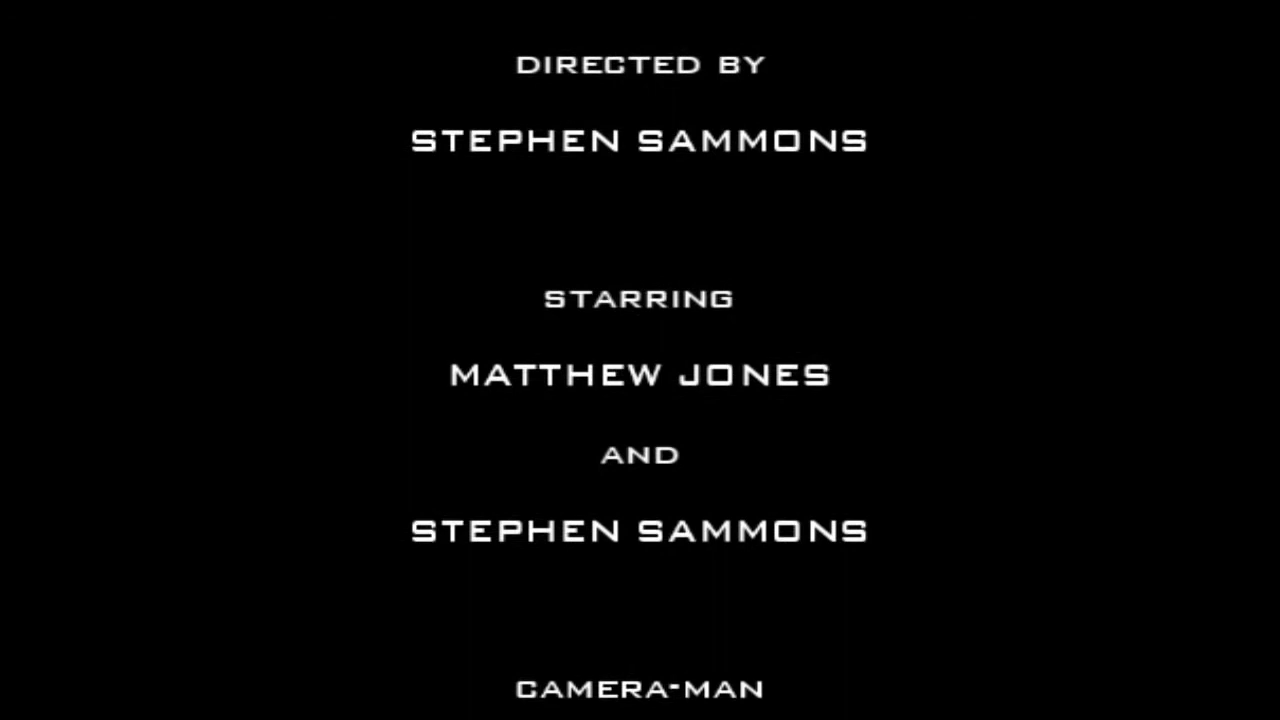 DIRECTED BY
STEPHEN SAMMONS
STARRING
MATTHEW JONES
AND
STEPHEN SAMMONS
CAMERA-MAN